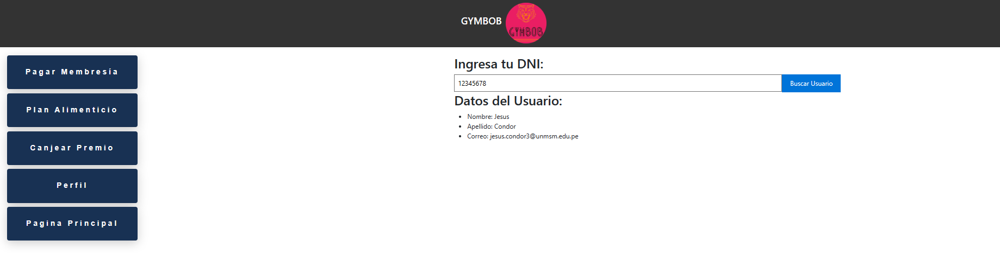 GYMBOB
GYMBOB
Pagar Membresía
Plan Alimenticio
Canjear Premio
Perfil
Pagina Principal
Ingresa tu DNI:
12345678
Buscar Usuario
Datos del Usuario:
Nombre: Jesus
Apellido: Condor
Correo: jesus.condor3@unmsm.edu.pe